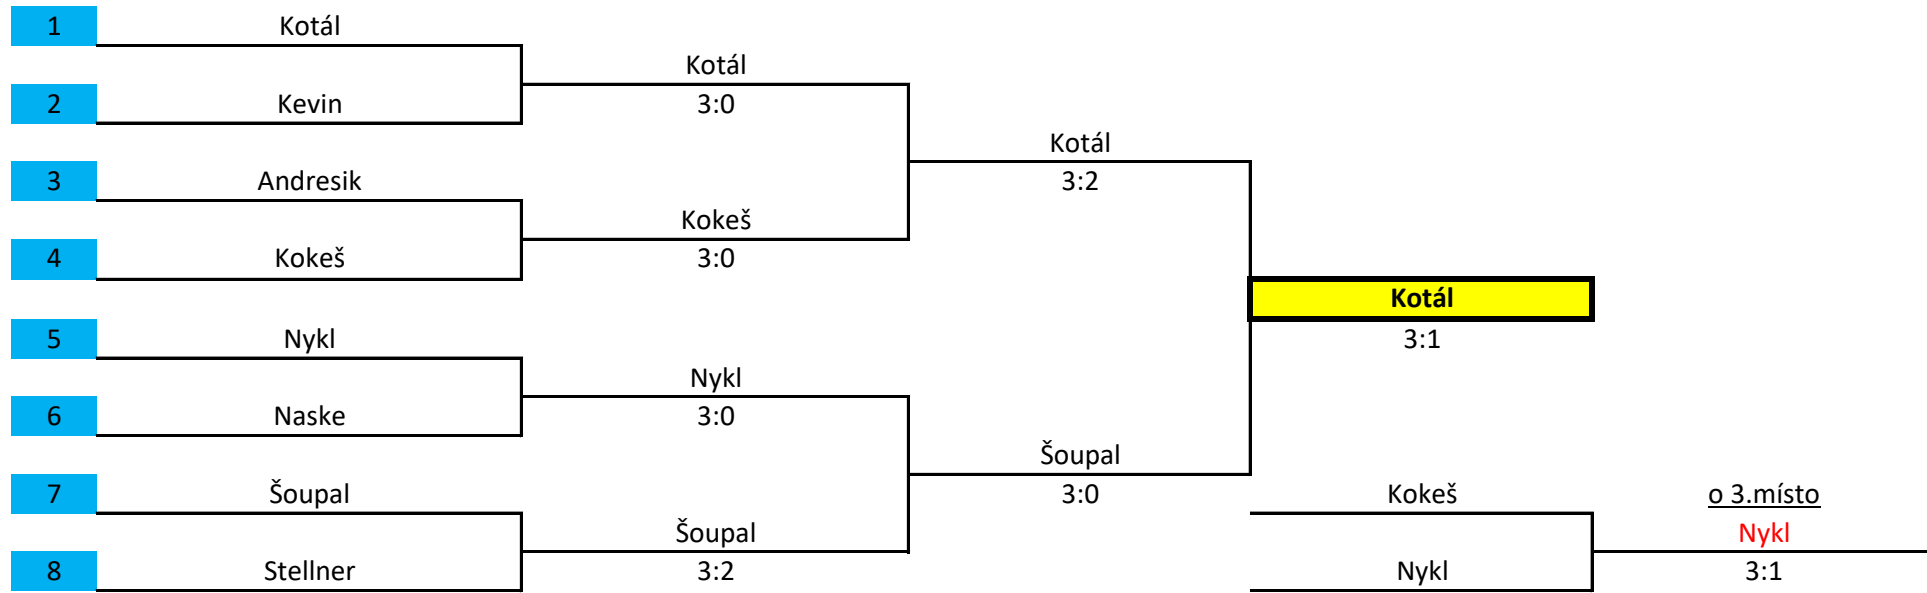 1 Kotál
Kotál
2 Kevin 3:0
Kotál
3 Andresik 3:2
Kokeš
4 Kokeš 3:0
Kotál
5 Nykl 3:1
Nykl
6 Naske 3:0
Šoupal
7 Šoupal 3:0 Kokeš o 3.místo
Šoupal Nykl
8 Stellner 3:2 Nykl 3:1